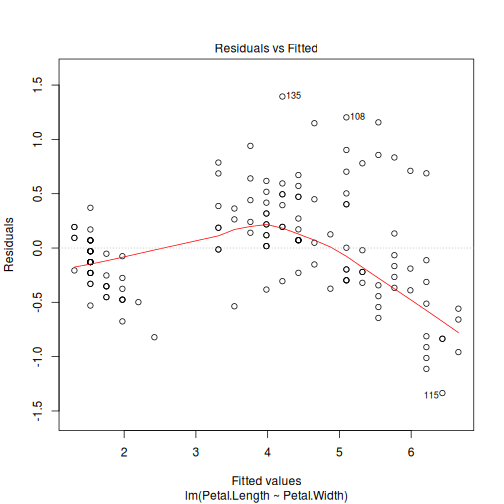 Residuals vs Fitted
Residuals
1.5
1.0
0.5
0.0
-0.5
-1.0
-1.5
135
108
115
2 3 4 5 6
Fitted values
lm(Petal.Length ~ Petal.Width)